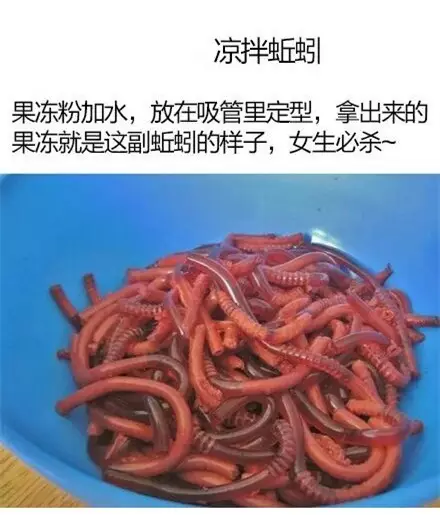 凉拌蚯蚓
果冻粉加水，放在吸管里定型，拿出来的
果冻就是这副蚯蚓的样子，女生必杀~